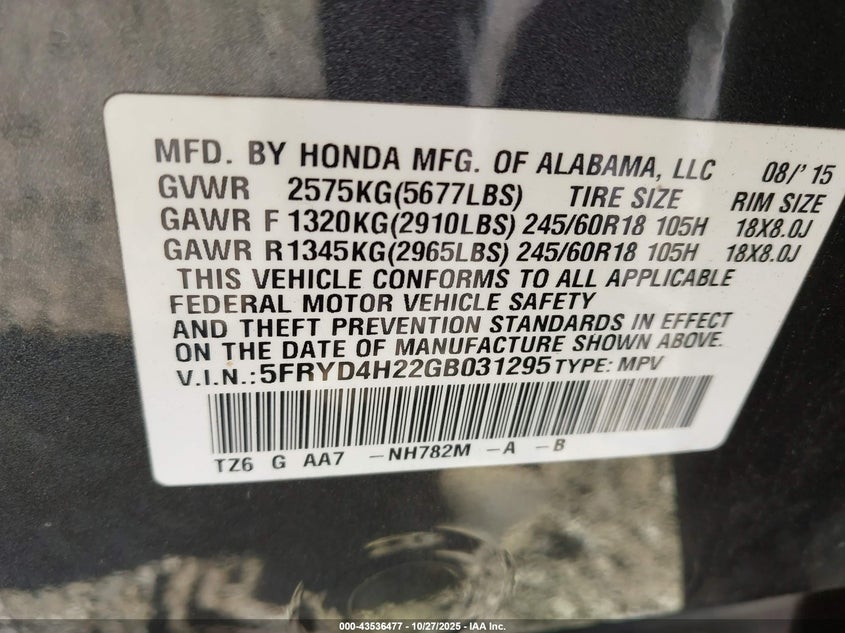 MFD. BY HONDA MFG. OF ALABAMA, LLC 08/'15
GVWR 2575KG(5677LBS) TIRE SIZE RIM SIZE
GAWR F 1320KG(2910LBS) 245/60R18 105H 18X8.0J
GAWR R 1345KG(2965LBS) 245/60R18 105H 18X8.0J
THIS VEHICLE CONFORMS TO ALL APPLICABLE
FEDERAL MOTOR VEHICLE SAFETY
AND THEFT PREVENTION STANDARDS IN EFFECT
ON THE DATE OF MANUFACTURE SHOWN ABOVE.
V.I.N.: 5FRYD4H22GB031295 TYPE: MPV
TZ6 G AA7 -NH782M -A -B
000-43536477 - 10/27/2025 - IAA Inc.